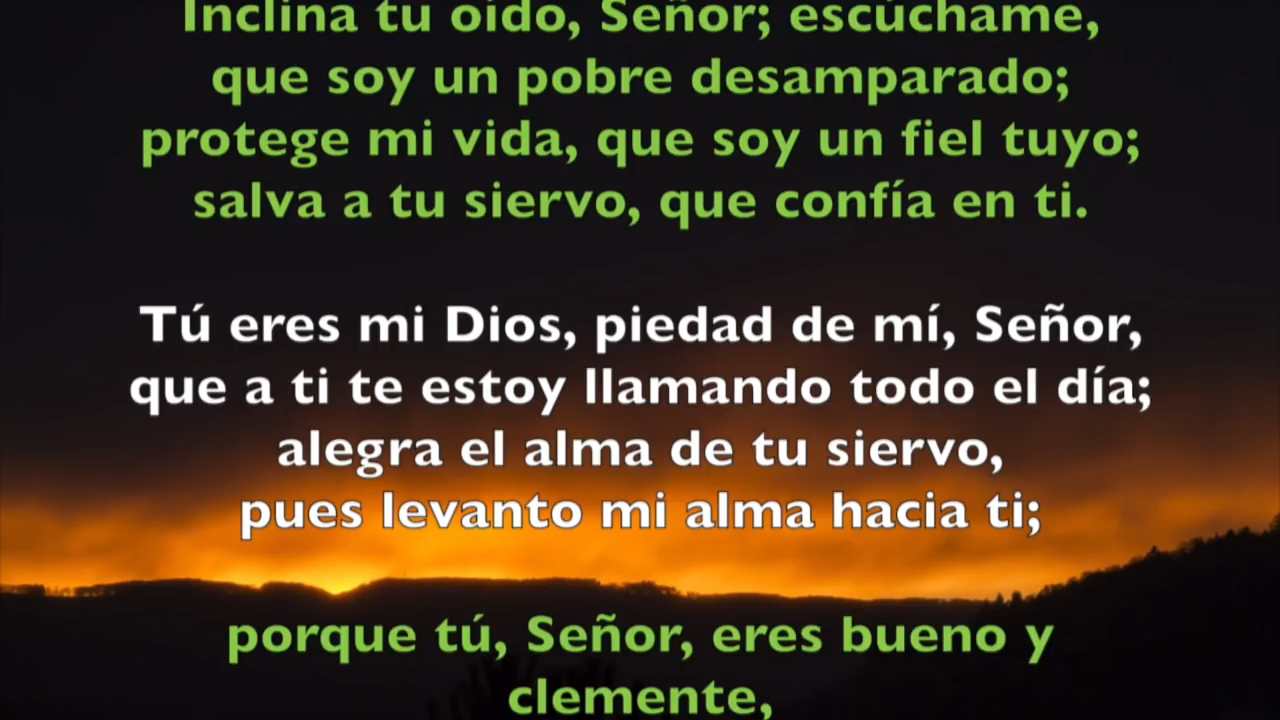 Inclina tu oído, Señor; escúchame,
que soy un pobre desamparado;
protege mi vida, que soy un fiel tuyo;
salva a tu siervo, que confía en ti.
Tú eres mi Dios, piedad de mí, Señor,
que a ti te estoy llamando todo el día;
alegra el alma de tu siervo,
pues levanto mi alma hacia ti;
porque tú, Señor, eres bueno y
clemente,